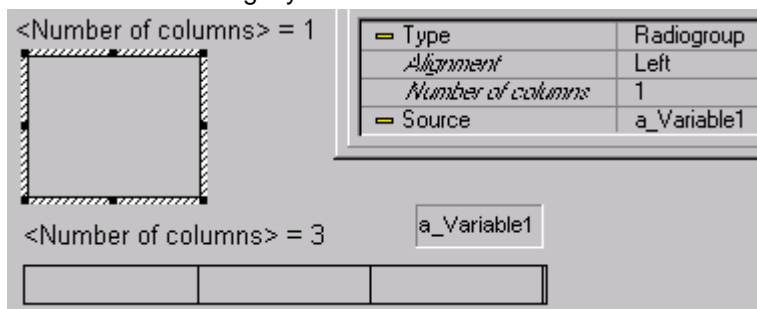 <Number of columns> = 1
Type Radiogroup
Alignment Left
Number of columns 1
Source a_Variable1
a_Variable1
<Number of columns> = 3